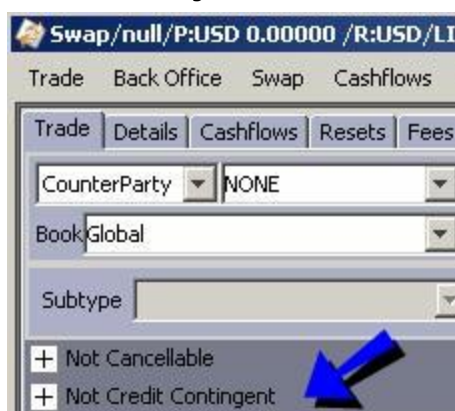 Swap/null/P:USD 0.00000 /R:USD/LI
Trade Back Office Swap Cashflows
Trade Details Cashflows Resets Fees
CounterParty NONE
Book Global
Subtype
+ Not Cancellable
+ Not Credit Contingent